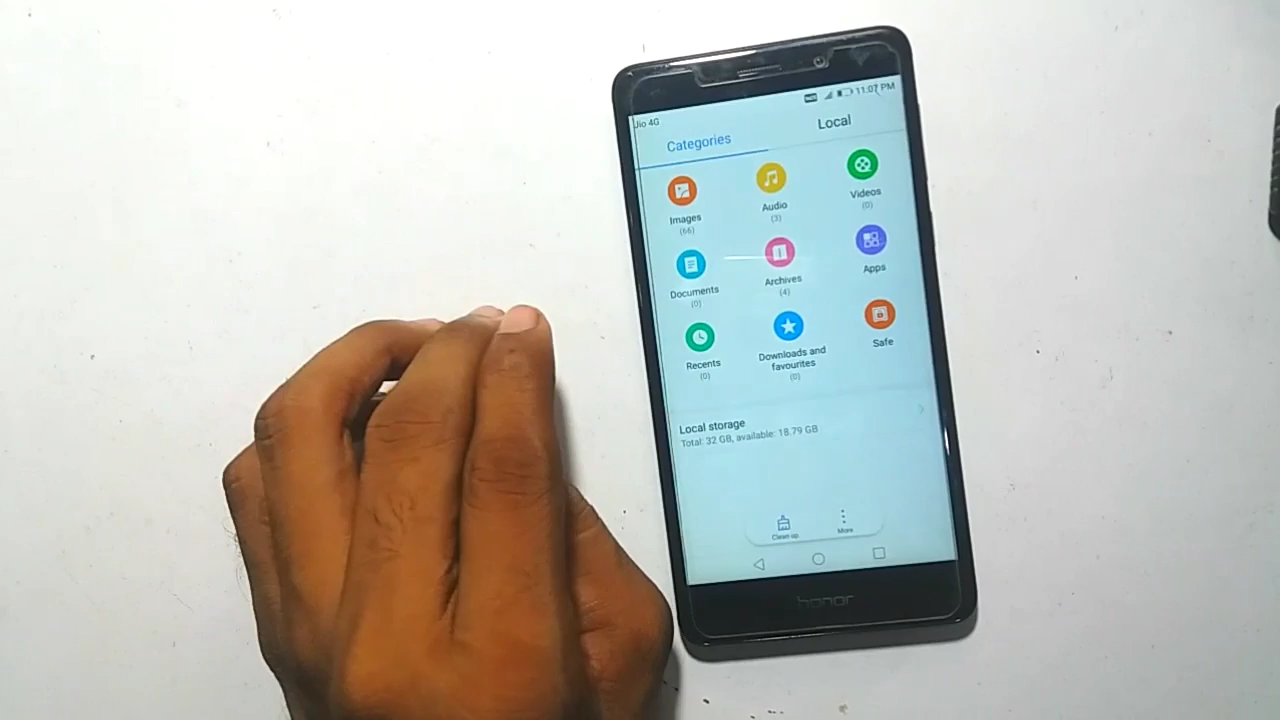 Jio 4G
11:07 PM
Categories
Local
Images
(66)
Audio
(3)
Videos
(0)
Documents
(0)
Archives
(4)
Apps
Recents
(0)
Downloads and
favourites
(0)
Safe
Local storage
Total: 32 GB, available: 18.79 GB
Clean up
More
honor